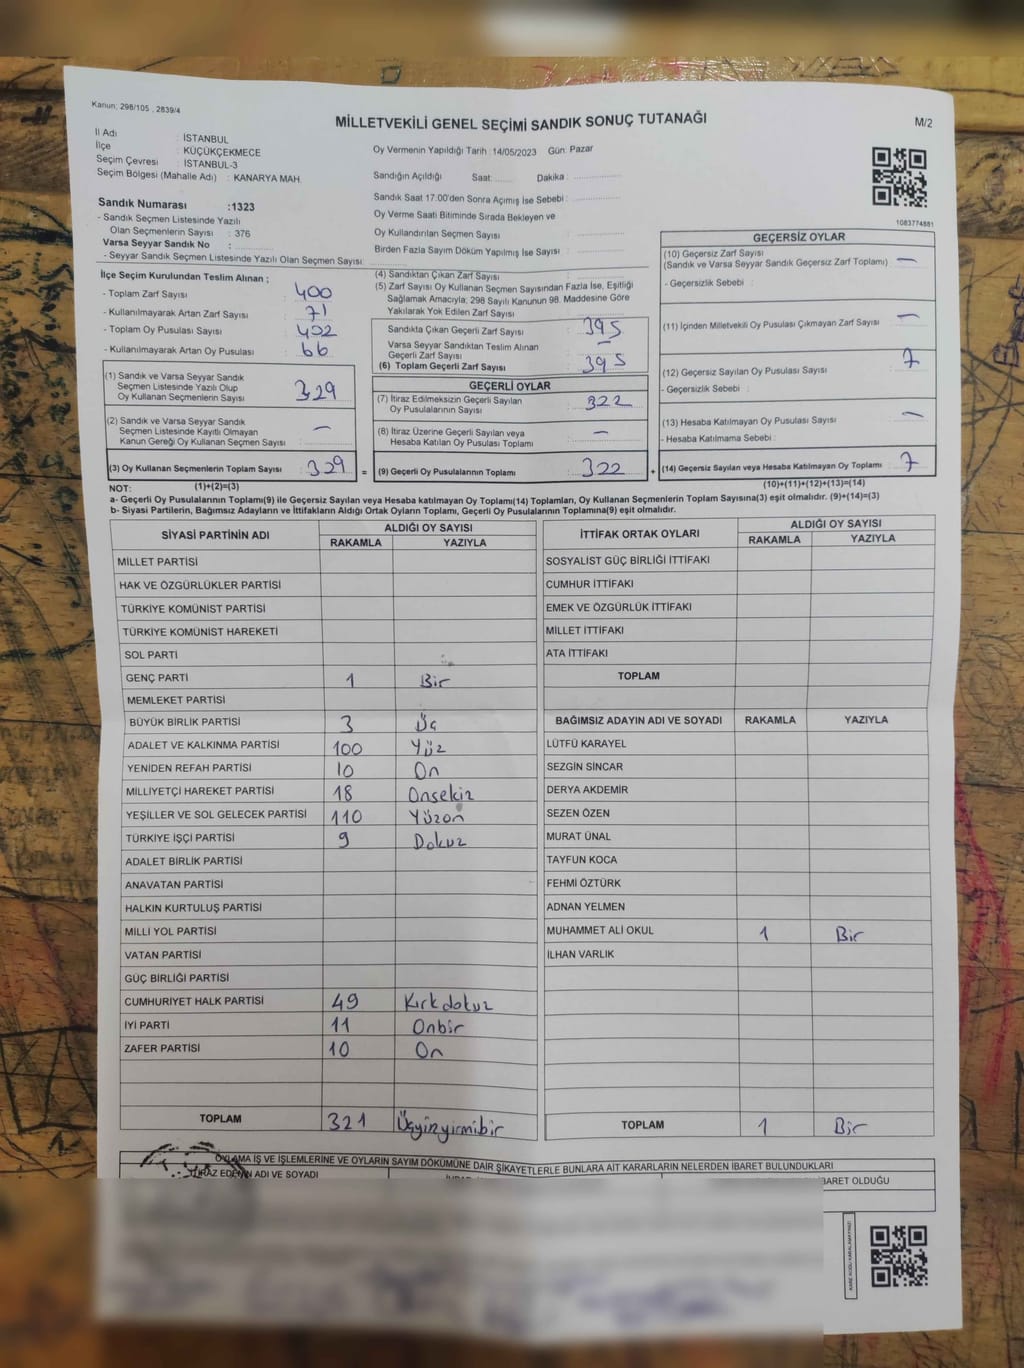 Kanun: 298/105 , 2839/4
MİLLETVEKİLİ GENEL SEÇİMİ SANDIK SONUÇ TUTANAĞI
M/2
İl Adı : İSTANBUL
İlçe : KÜÇÜKÇEKMECE
Seçim Çevresi : İSTANBUL-3
Seçim Bölgesi (Mahalle Adı) : KANARYA MAH.
Oy Vermenin Yapıldığı Tarih : 14/05/2023 Gün: Pazar
Sandığın Açıldığı Saat: ....... Dakika : ...............
Sandık Saat 17:00'den Sonra Açımış İse Sebebi : ...............
Oy Verme Saati Bitiminde Sırada Bekleyen ve
Oy Kullandırılan Seçmen Sayısı : ...............
Birden Fazla Sayım Döküm Yapılmış İse Sayısı : ...............
1083774881
Sandık Numarası :1323
- Sandık Seçmen Listesinde Yazılı
Olan Seçmenlerin Sayısı : 376
Varsa Seyyar Sandık No : ...............
- Seyyar Sandık Seçmen Listesinde Yazılı Olan Seçmen Sayısı: ...............
İlçe Seçim Kurulundan Teslim Alınan ;
- Toplam Zarf Sayısı : 400
- Kullanılmayarak Artan Zarf Sayısı : 71
- Toplam Oy Pusulası Sayısı : 402
- Kullanılmayarak Artan Oy Pusulası : 66
(1) Sandık ve Varsa Seyyar Sandık
Seçmen Listesinde Yazılı Olup
Oy Kullanan Seçmenlerin Sayısı : 329
(2) Sandık ve Varsa Seyyar Sandık
Seçmen Listesinde Kayıtlı Olmayan
Kanun Gereği Oy Kullanan Seçmen Sayısı : —
(3) Oy Kullanan Seçmenlerin Toplam Sayısı : 329 =
(1)+(2)=(3)
(4) Sandıktan Çıkan Zarf Sayısı : ...............
(5) Zarf Sayısı Oy Kullanan Seçmen Sayısından Fazla İse, Eşitliği
Sağlamak Amacıyla; 298 Sayılı Kanunun 98. Maddesine Göre
Yakılarak Yok Edilen Zarf Sayısı : ...............
Sandıkta Çıkan Geçerli Zarf Sayısı : 395
Varsa Seyyar Sandıktan Teslim Alınan
Geçerli Zarf Sayısı : —
(6) Toplam Geçerli Zarf Sayısı : 395
GEÇERLİ OYLAR
(7) İtiraz Edilmeksizin Geçerli Sayılan
Oy Pusulalarının Sayısı : 322
(8) İtiraz Üzerine Geçerli Sayılan veya
Hesaba Katılan Oy Pusulası Toplamı : —
(9) Geçerli Oy Pusulalarının Toplamı : 322 +
GEÇERSİZ OYLAR
(10) Geçersiz Zarf Sayısı
(Sandık ve Varsa Seyyar Sandık Geçersiz Zarf Toplamı) : —
- Geçersizlik Sebebi :
(11) İçinden Milletvekili Oy Pusulası Çıkmayan Zarf Sayısı : —
(12) Geçersiz Sayılan Oy Pusulası Sayısı : 7
- Geçersizlik Sebebi :
(13) Hesaba Katılmayan Oy Pusulası Sayısı : —
- Hesaba Katılmama Sebebi :
(14) Geçersiz Sayılan veya Hesaba Katılmayan Oy Toplamı : 7
(10)+(11)+(12)+(13)=(14)
NOT:
a- Geçerli Oy Pusulalarının Toplamı(9) ile Geçersiz Sayılan veya Hesaba katılmayan Oy Toplamı(14) Toplamları, Oy Kullanan Seçmenlerin Toplam Sayısına(3) eşit olmalıdır. (9)+(14)=(3)
b- Siyasi Partilerin, Bağımsız Adayların ve İttifakların Aldığı Ortak Oyların Toplamı, Geçerli Oy Pusulalarının Toplamına(9) eşit olmalıdır.
SİYASİ PARTİNİN ADI
ALDIĞI OY SAYISI
RAKAMLA YAZIYLA
MİLLET PARTİSİ
HAK VE ÖZGÜRLÜKLER PARTİSİ
TÜRKİYE KOMÜNİST PARTİSİ
TÜRKİYE KOMÜNİST HAREKETİ
SOL PARTİ
GENÇ PARTİ 1 Bir
MEMLEKET PARTİSİ
BÜYÜK BİRLİK PARTİSİ 3 Üç
ADALET VE KALKINMA PARTİSİ 100 Yüz
YENİDEN REFAH PARTİSİ 10 On
MİLLİYETÇİ HAREKET PARTİSİ 18 Onsekiz
YEŞİLLER VE SOL GELECEK PARTİSİ 110 Yüzon
TÜRKİYE İŞÇİ PARTİSİ 9 Dokuz
ADALET BİRLİK PARTİSİ
ANAVATAN PARTİSİ
HALKIN KURTULUŞ PARTİSİ
MİLLİ YOL PARTİSİ
VATAN PARTİSİ
GÜÇ BİRLİĞİ PARTİSİ
CUMHURİYET HALK PARTİSİ 49 Kırkdokuz
İYİ PARTİ 11 Onbir
ZAFER PARTİSİ 10 On
TOPLAM 321 Üçyüzyirmibir
İTTİFAK ORTAK OYLARI
ALDIĞI OY SAYISI
RAKAMLA YAZIYLA
SOSYALİST GÜÇ BİRLİĞİ İTTİFAKI
CUMHUR İTTİFAKI
EMEK VE ÖZGÜRLÜK İTTİFAKI
MİLLET İTTİFAKI
ATA İTTİFAKI
TOPLAM
BAĞIMSIZ ADAYIN ADI VE SOYADI RAKAMLA YAZIYLA
LÜTFÜ KARAYEL
SEZGİN SİNCAR
DERYA AKDEMİR
SEZEN ÖZEN
MURAT ÜNAL
TAYFUN KOCA
FEHMİ ÖZTÜRK
ADNAN YELMEN
MUHAMMET ALİ OKUL 1 Bir
İLHAN VARLIK
TOPLAM 1 Bir
OYLAMA İŞ VE İŞLEMLERİNE VE OYLARIN SAYIM DÖKÜMÜNE DAİR ŞİKAYETLERLE BUNLARA AİT KARARLARIN NELERDEN İBARET BULUNDUKLARI
İTİRAZ EDENİN ADI VE SOYADI
İBARET OLDUĞU